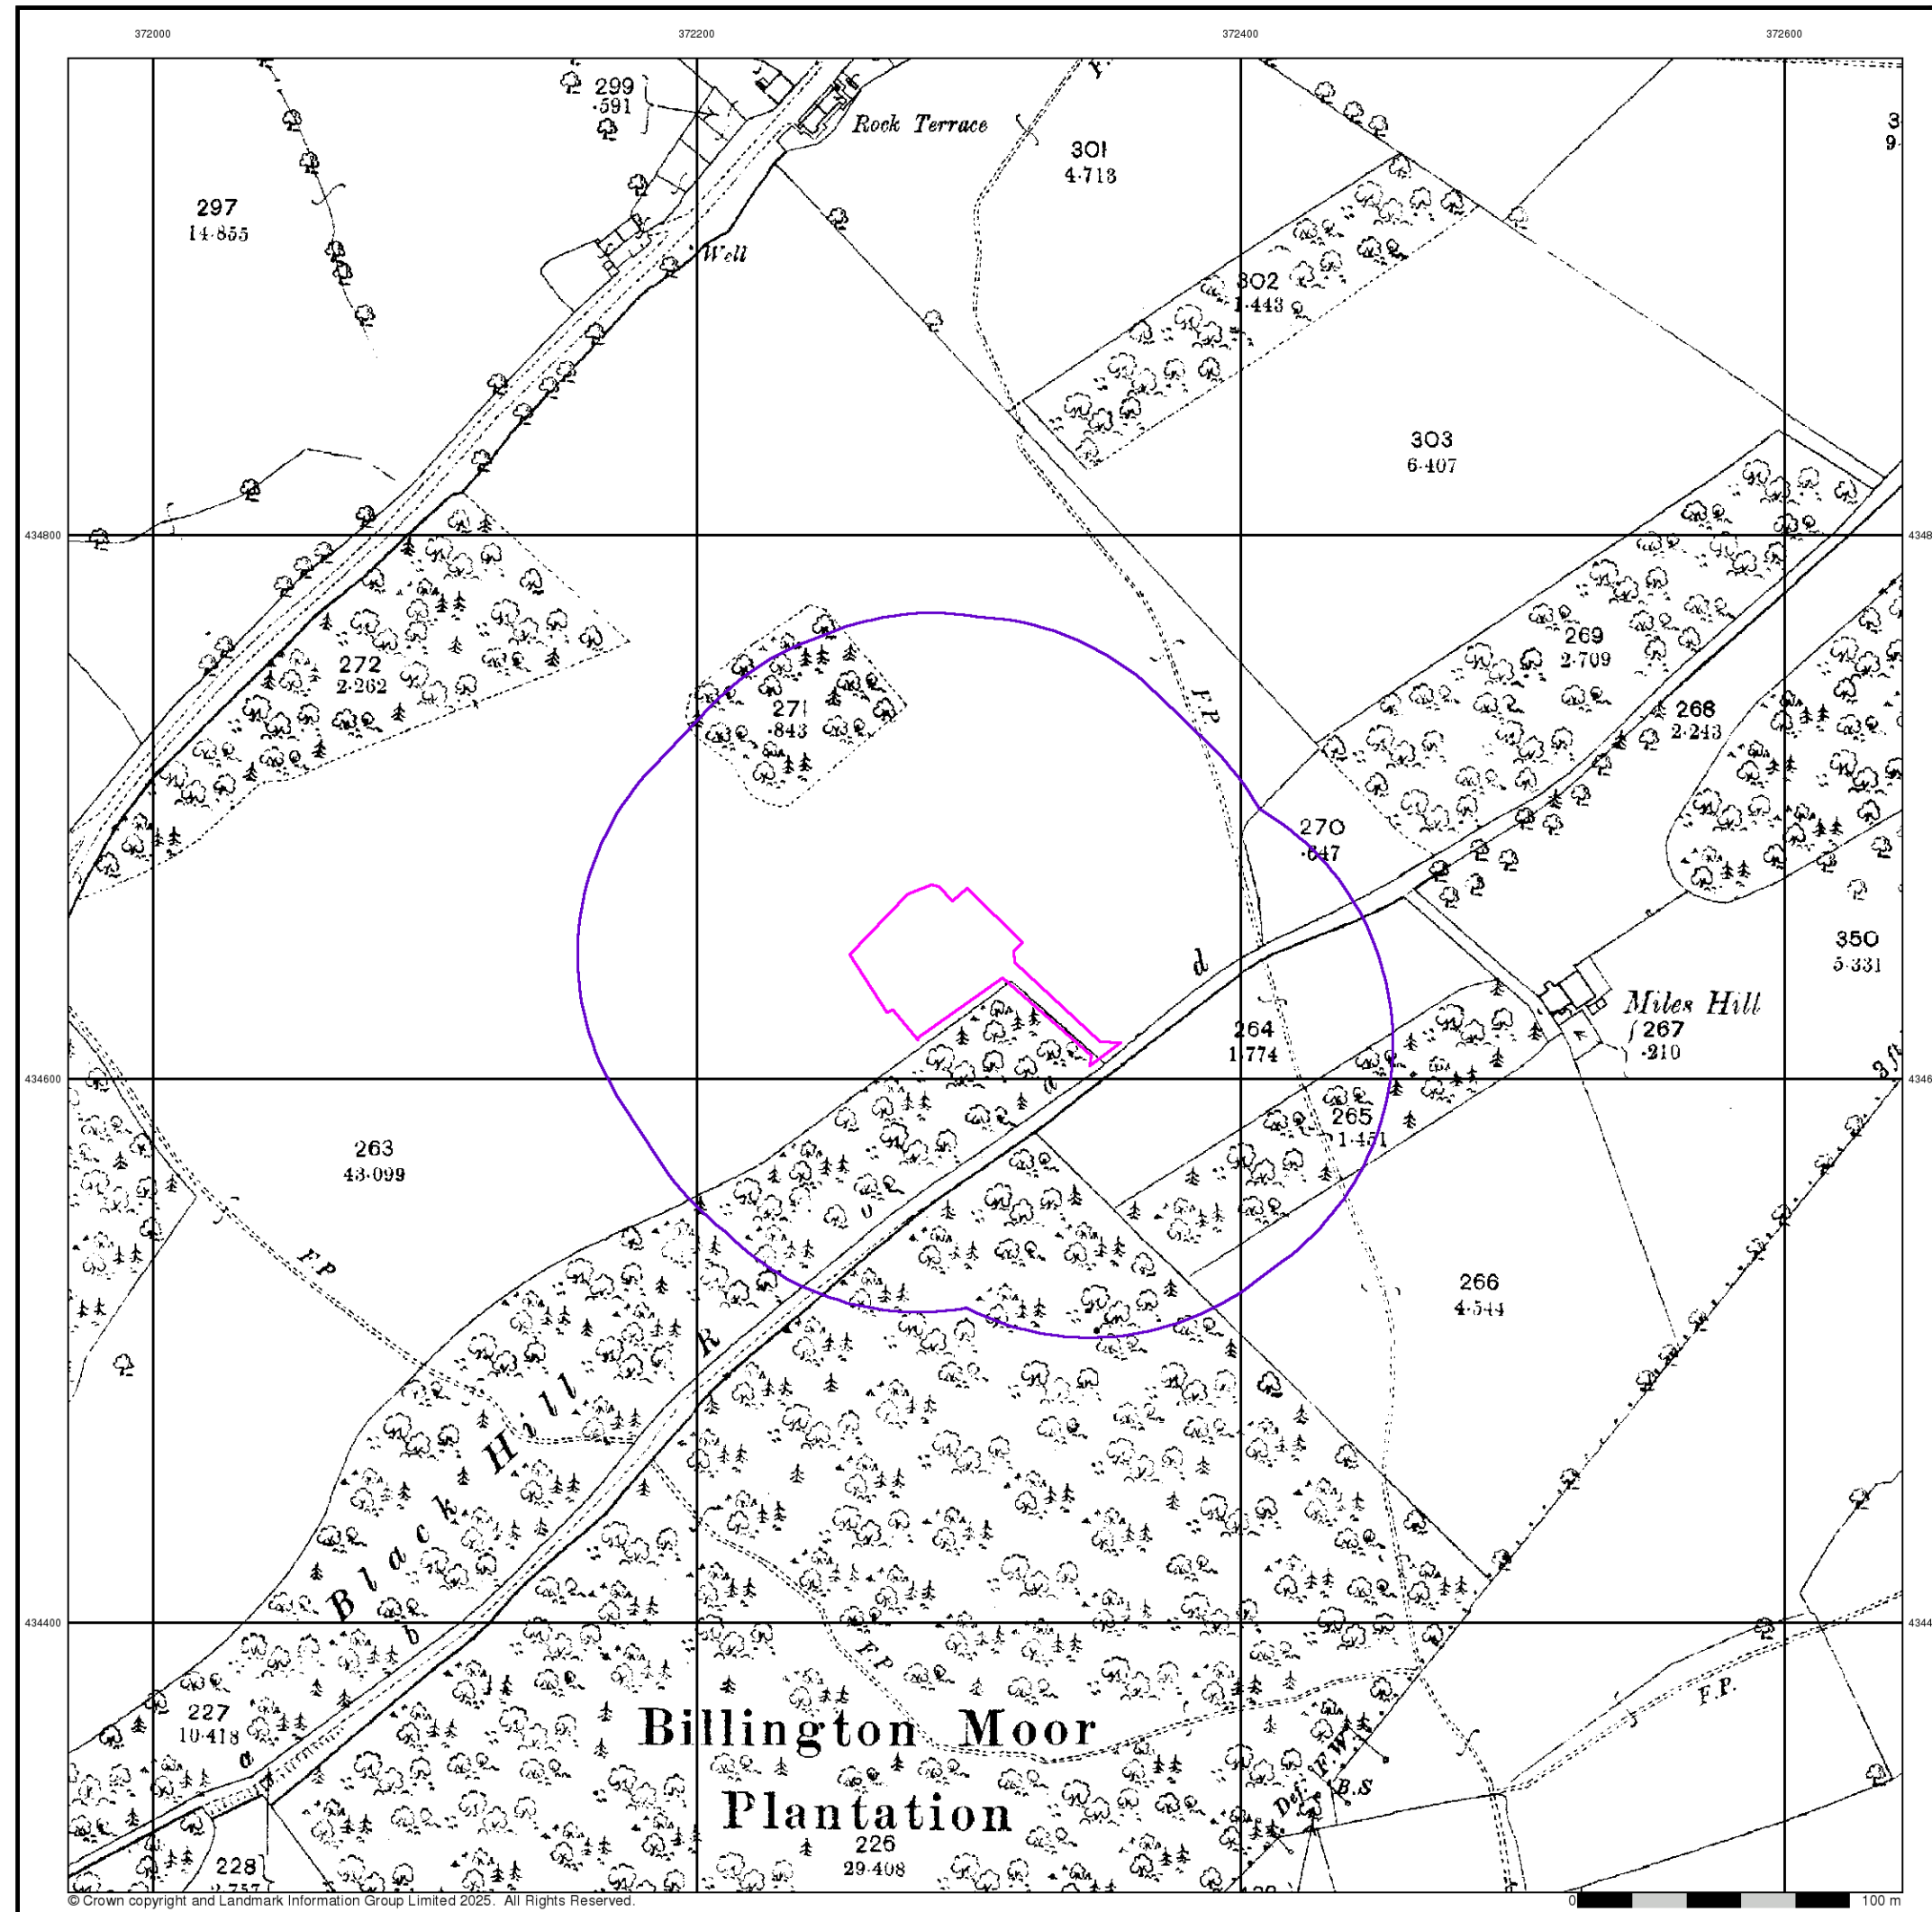 372000 372200 372400 372600
299
.591
Rock Terrace
301
4.713
297
14.855
Well
302
1.443
303
6.407
434800
272
2.262
269
2.709
271
.843
F.P.
268
2.243
270
.647
350
5.331
Miles Hill
267
.210
264
1.774
434600
265
1.451
263
43.099
F.P.
266
4.544
Black Hill
Road
434400
F.P.
F.P.
227
10.418
Billington Moor
Plantation
Def.
F.W.
B.S
226
29.408
228
2.757
© Crown copyright and Landmark Information Group Limited 2025. All Rights Reserved.
0 100 m